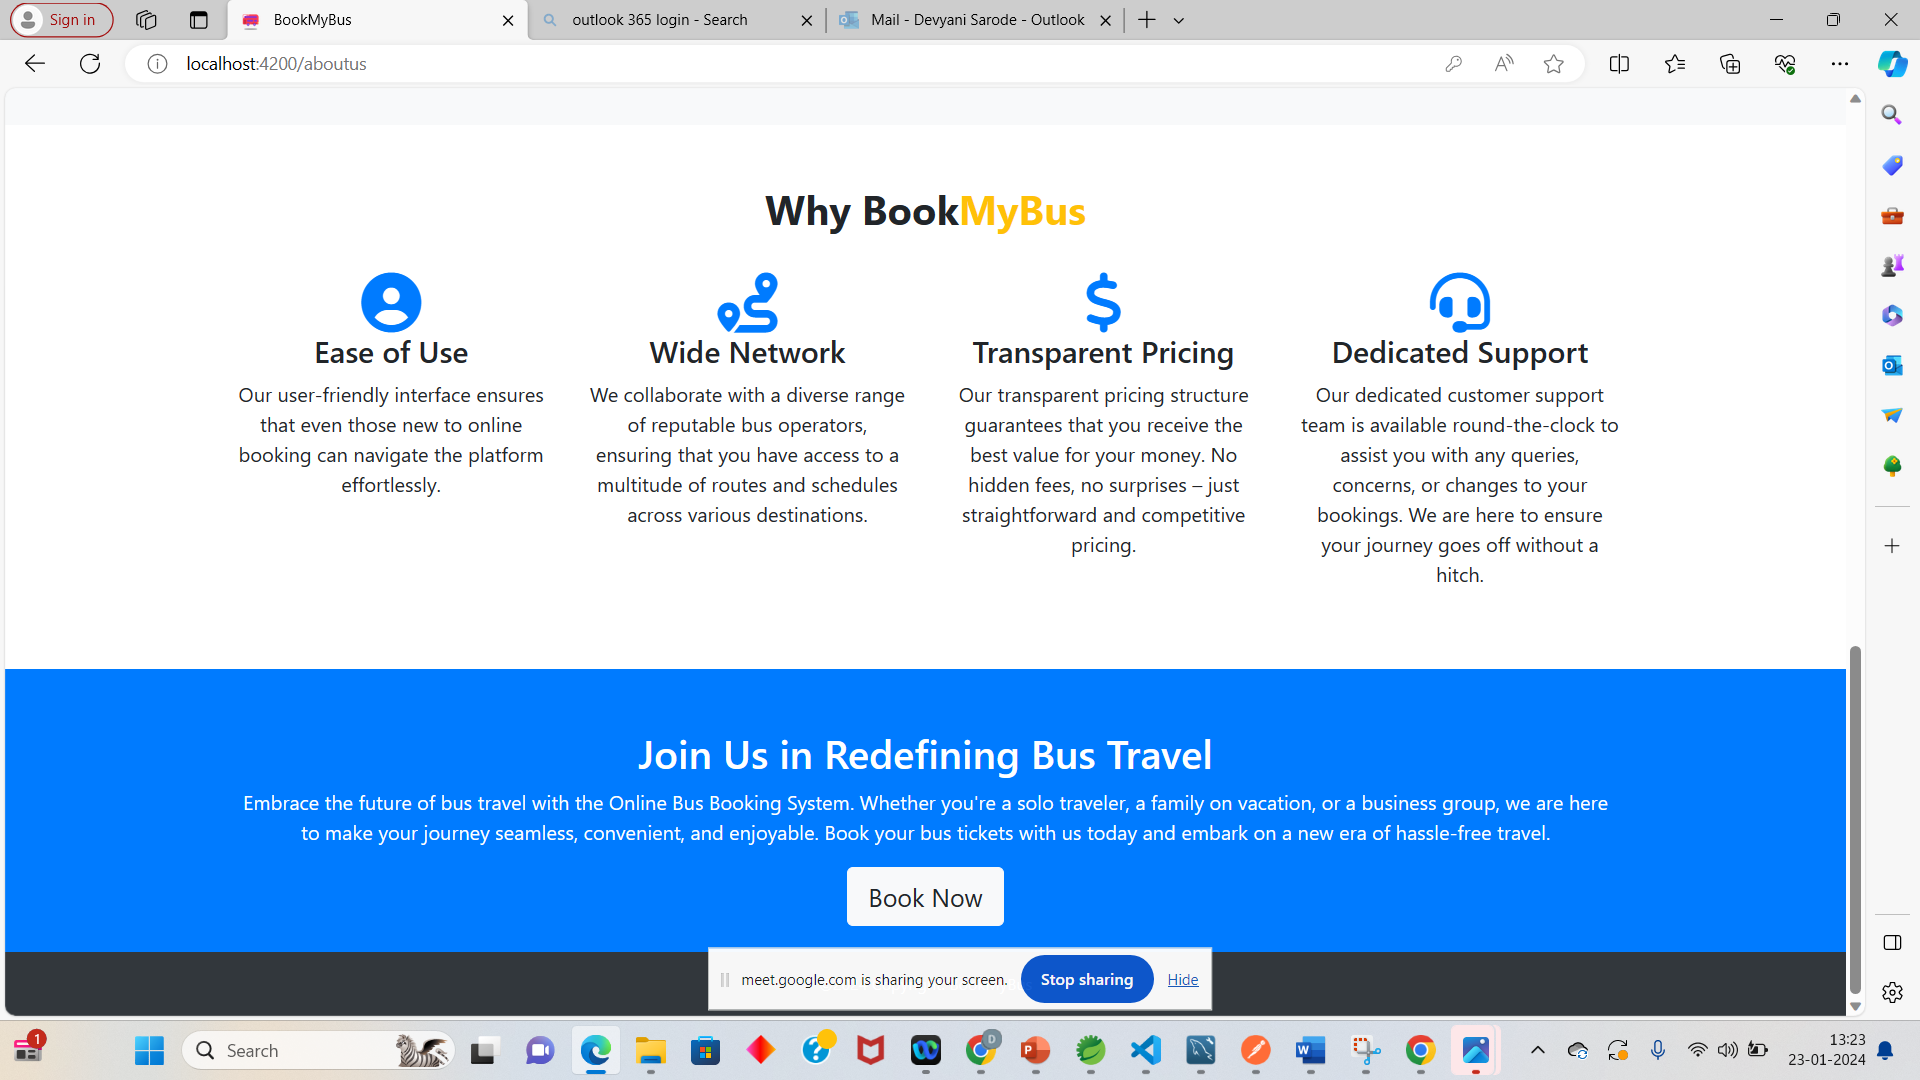 Sign in
BookMyBus
outlook 365 login - Search
Mail - Devyani Sarode - Outlook
localhost:4200/aboutus
Why BookMyBus
Ease of Use
Our user-friendly interface ensures
that even those new to online
booking can navigate the platform
effortlessly.
Wide Network
We collaborate with a diverse range
of reputable bus operators,
ensuring that you have access to a
multitude of routes and schedules
across various destinations.
Transparent Pricing
Our transparent pricing structure
guarantees that you receive the
best value for your money. No
hidden fees, no surprises – just
straightforward and competitive
pricing.
Dedicated Support
Our dedicated customer support
team is available round-the-clock to
assist you with any queries,
concerns, or changes to your
bookings. We are here to ensure
your journey goes off without a
hitch.
Join Us in Redefining Bus Travel
Embrace the future of bus travel with the Online Bus Booking System. Whether you're a solo traveler, a family on vacation, or a business group, we are here
to make your journey seamless, convenient, and enjoyable. Book your bus tickets with us today and embark on a new era of hassle-free travel.
Book Now
meet.google.com is sharing your screen.
Stop sharing
Hide
1
Search
D
13:23
23-01-2024